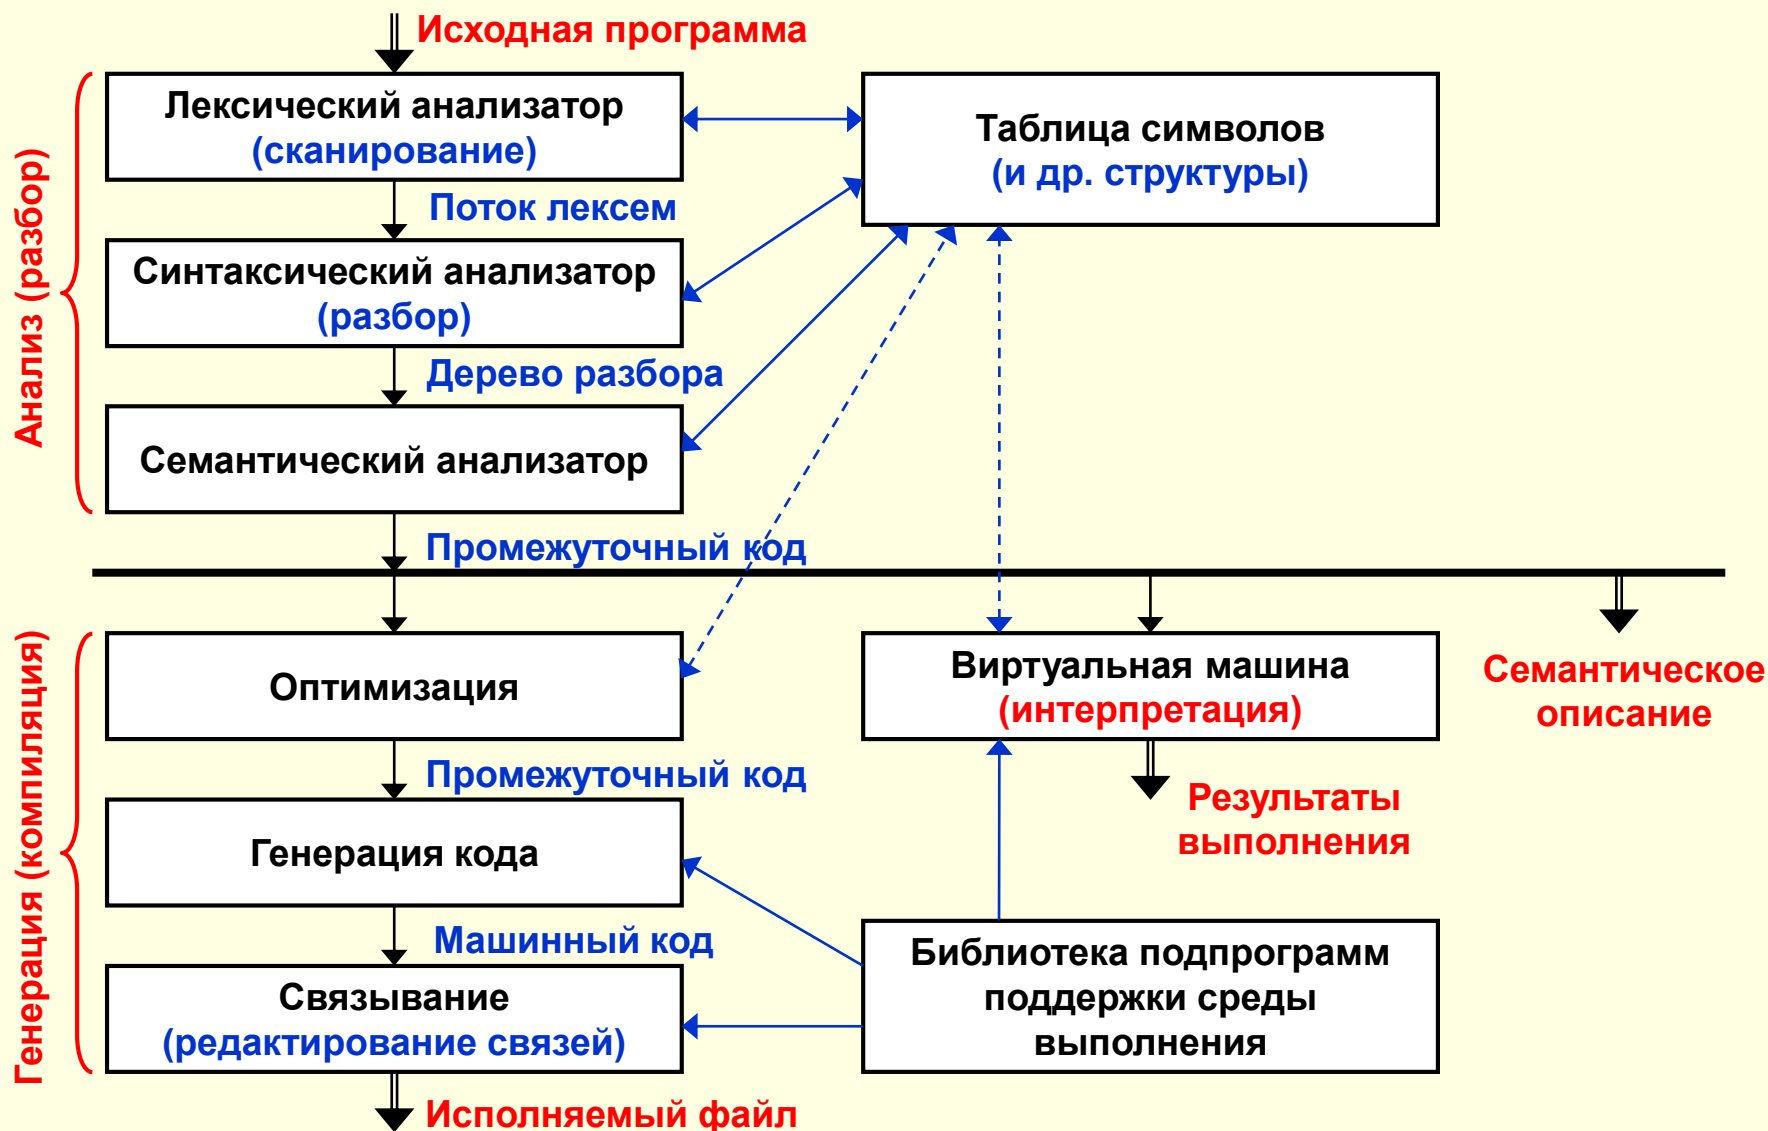 Исходная программа
Анализ (разбор)
Лексический анализатор
(сканирование)
Таблица символов
(и др. структуры)
Поток лексем
Синтаксический анализатор
(разбор)
Дерево разбора
Семантический анализатор
Промежуточный код
Генерация (компиляция)
Оптимизация
Виртуальная машина
(интерпретация)
Семантическое
описание
Промежуточный код
Результаты
выполнения
Генерация кода
Машинный код
Библиотека подпрограмм
поддержки среды
выполнения
Связывание
(редактирование связей)
Исполняемый файл